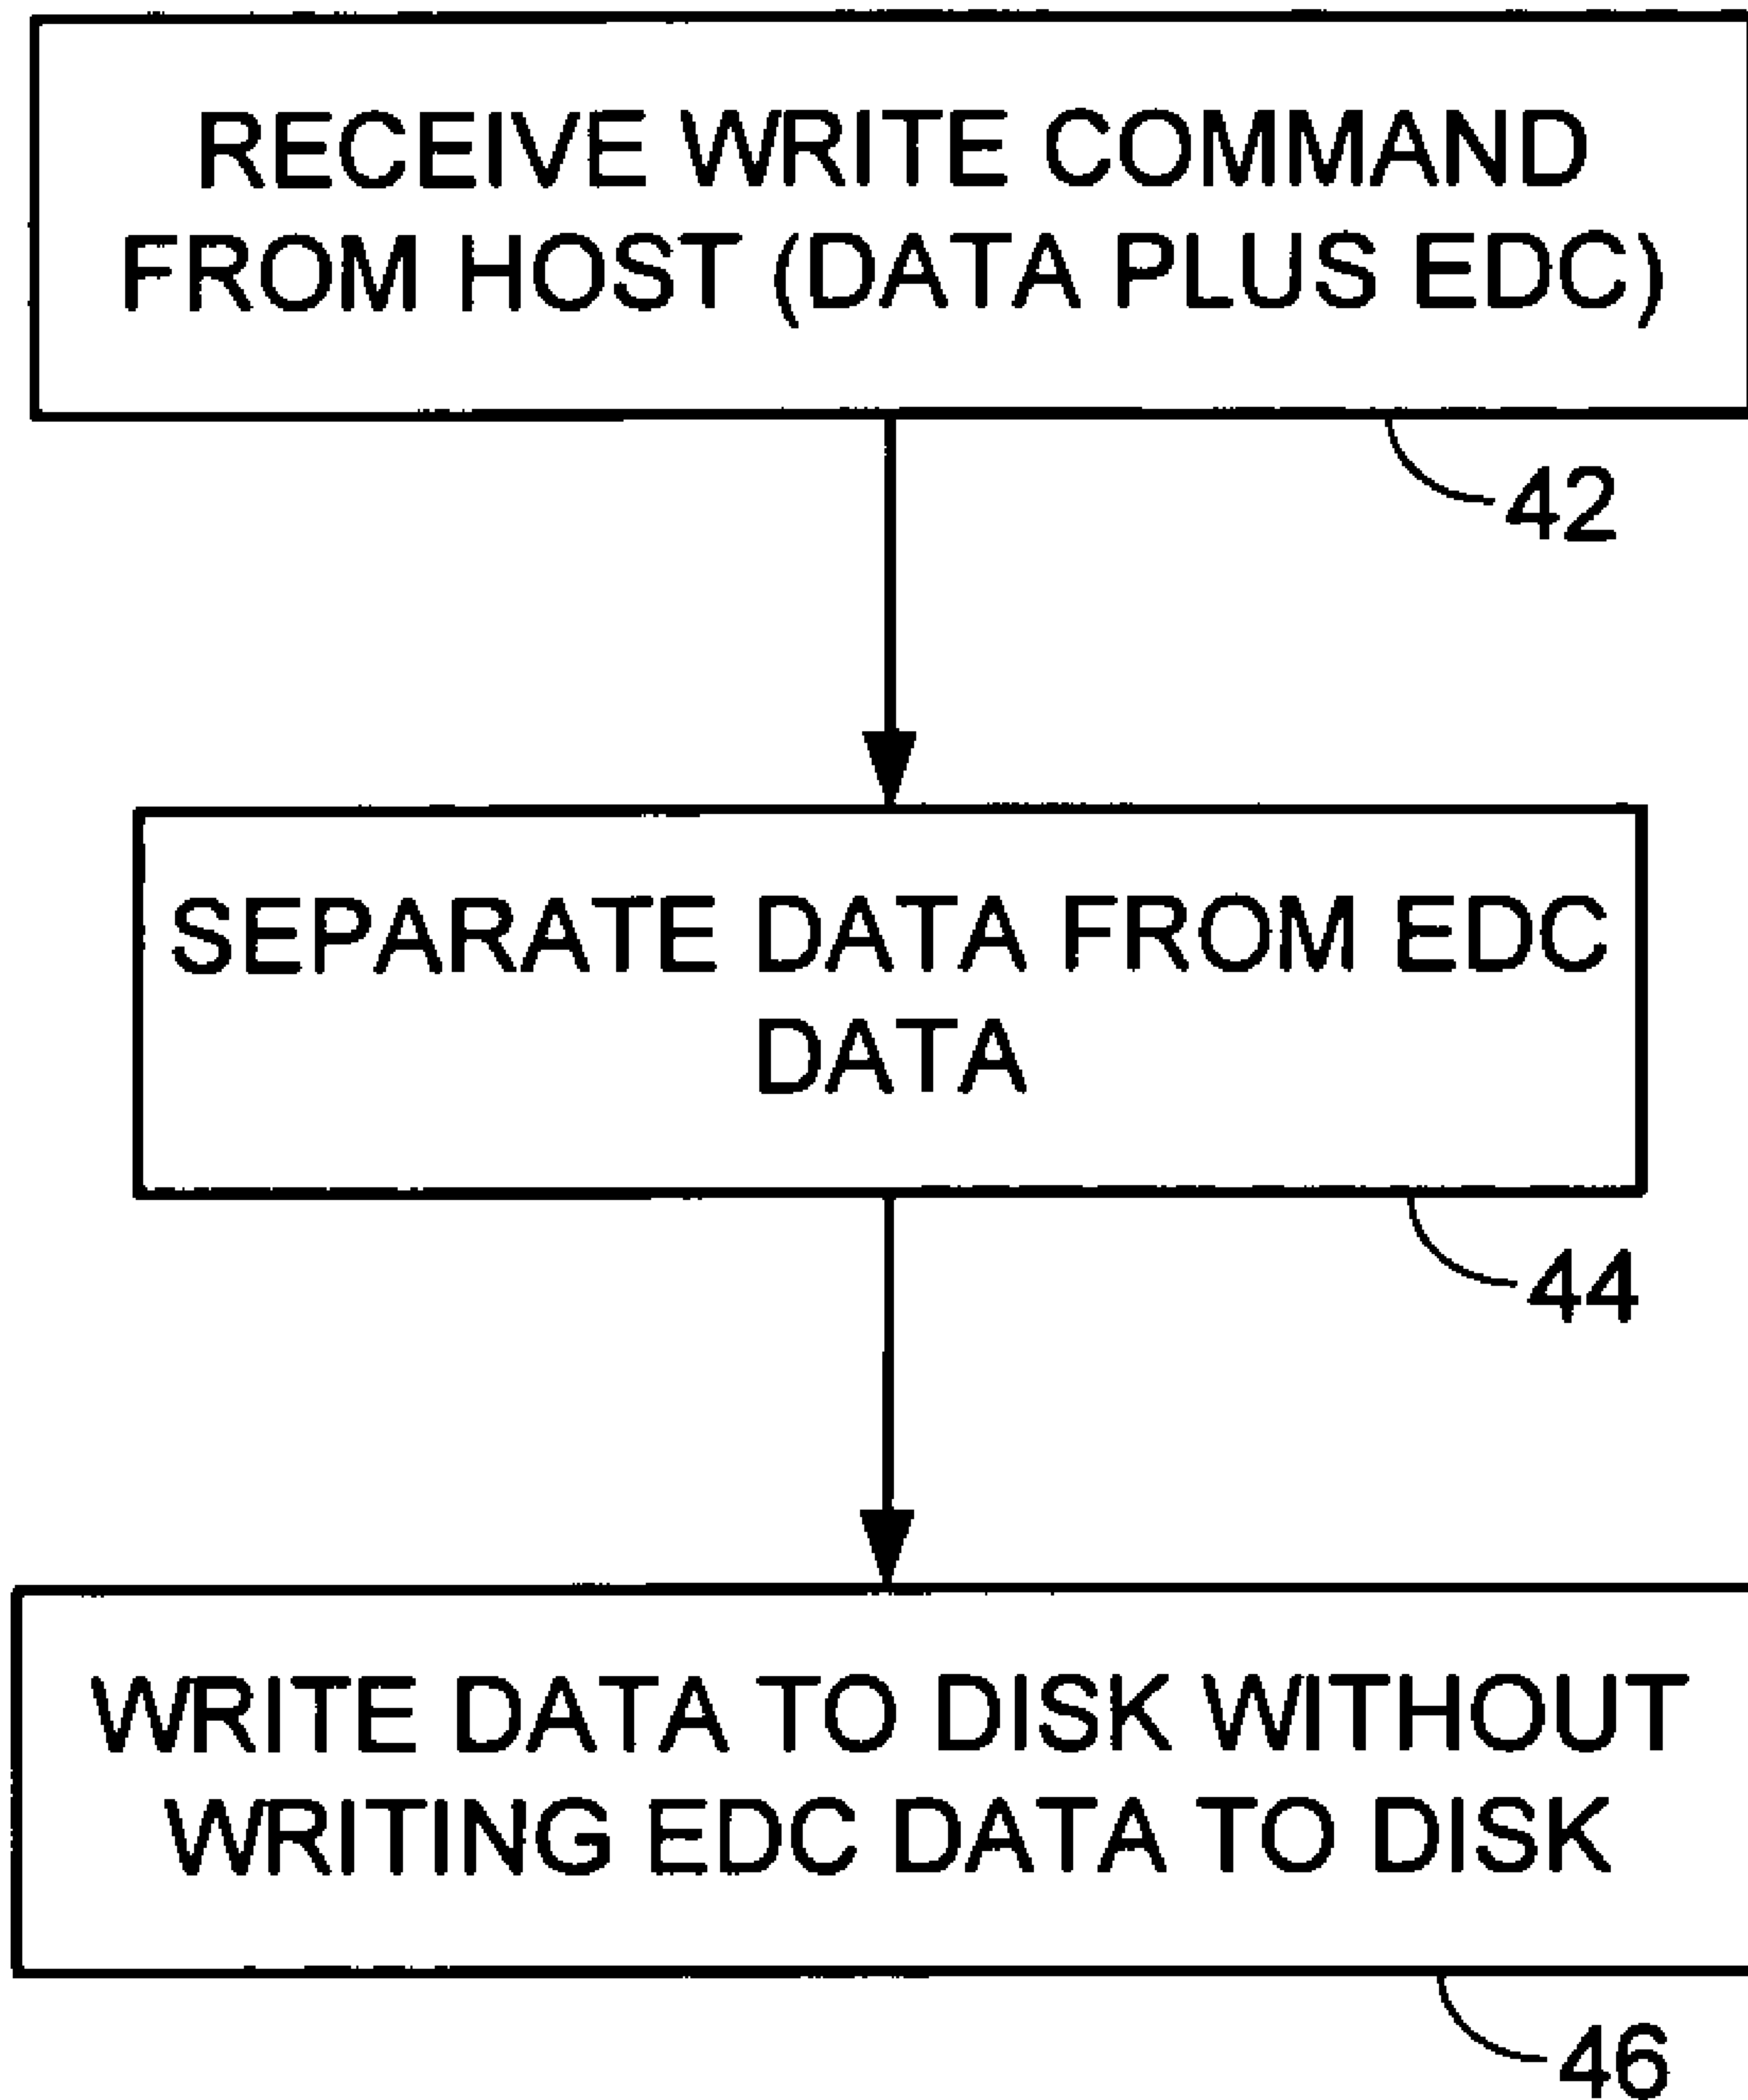 RECEIVE WRITE COMMAND
FROM HOST (DATA PLUS EDC)
42
SEPARATE DATA FROM EDC
DATA
44
WRITE DATA TO DISK WITHOUT
WRITING EDC DATA TO DISK
46